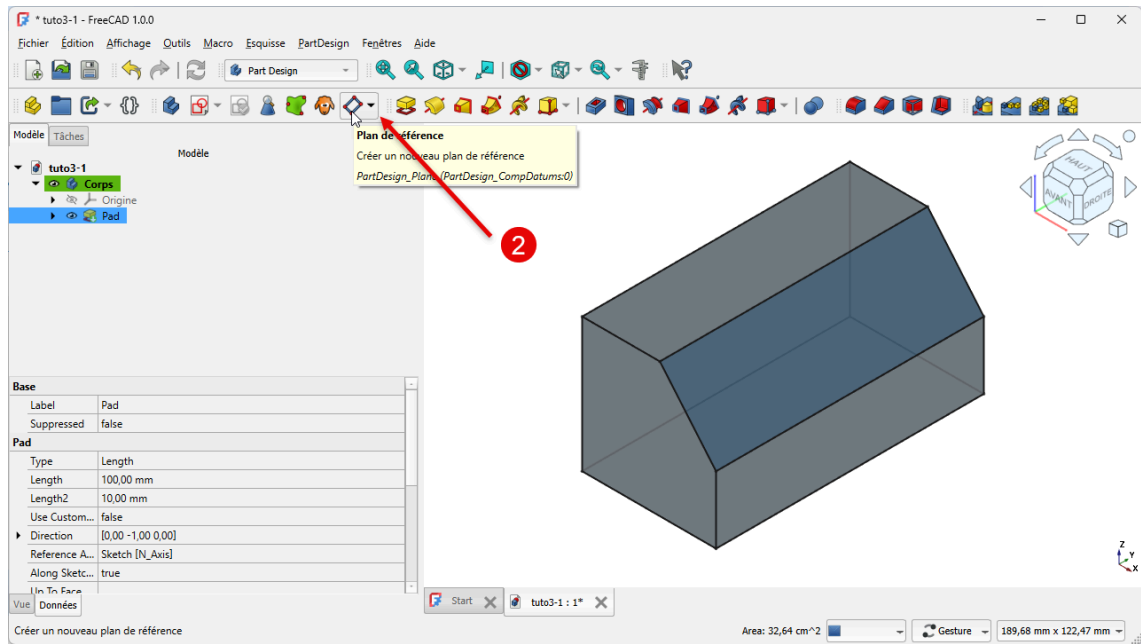 * tuto3-1 - FreeCAD 1.0.0
Fichier Édition Affichage Outils Macro Esquisse PartDesign Fenêtres Aide
Part Design
Modèle Tâches
Plan de référence
Créer un nouveau plan de référence
PartDesign_Plane (PartDesign_CompDatums:0)
Modèle
tuto3-1
Corps
Origine
Pad
2
HAUT
AVANT
DROITE
Base
Label Pad
Suppressed false
Pad
Type Length
Length 100,00 mm
Length2 10,00 mm
Use Custom... false
Direction [0,00 -1,00 0,00]
Reference A... Sketch [N_Axis]
Along Sketc... true
Up To Face
Z
Y
X
Vue Données
Start tuto3-1 : 1*
Créer un nouveau plan de référence
Area: 32,64 cm^2 Gesture 189,68 mm x 122,47 mm